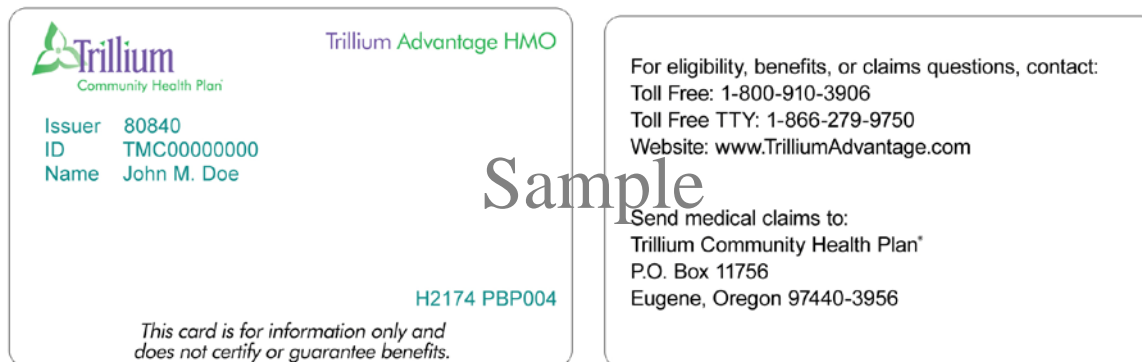 Trillium
Community Health Plan
Trillium Advantage HMO
Issuer 80840
ID TMC00000000
Name John M. Doe
H2174 PBP004
This card is for information only and
does not certify or guarantee benefits.
Sample
For eligibility, benefits, or claims questions, contact:
Toll Free: 1-800-910-3906
Toll Free TTY: 1-866-279-9750
Website: www.TrilliumAdvantage.com
Send medical claims to:
Trillium Community Health Plan*
P.O. Box 11756
Eugene, Oregon 97440-3956